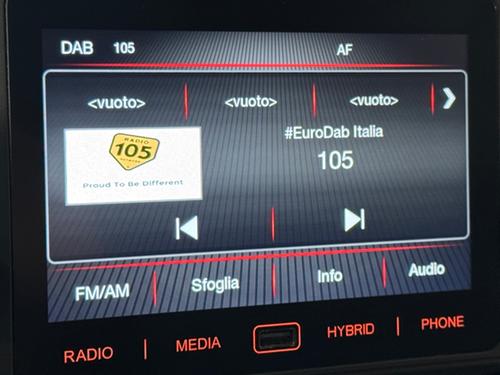 DAB 105 AF
<vuoto> <vuoto> <vuoto>
RADIO
105
NETWORK
Proud To Be Different
#EuroDab Italia
105
FM/AM Sfoglia Info Audio
RADIO MEDIA HYBRID PHONE